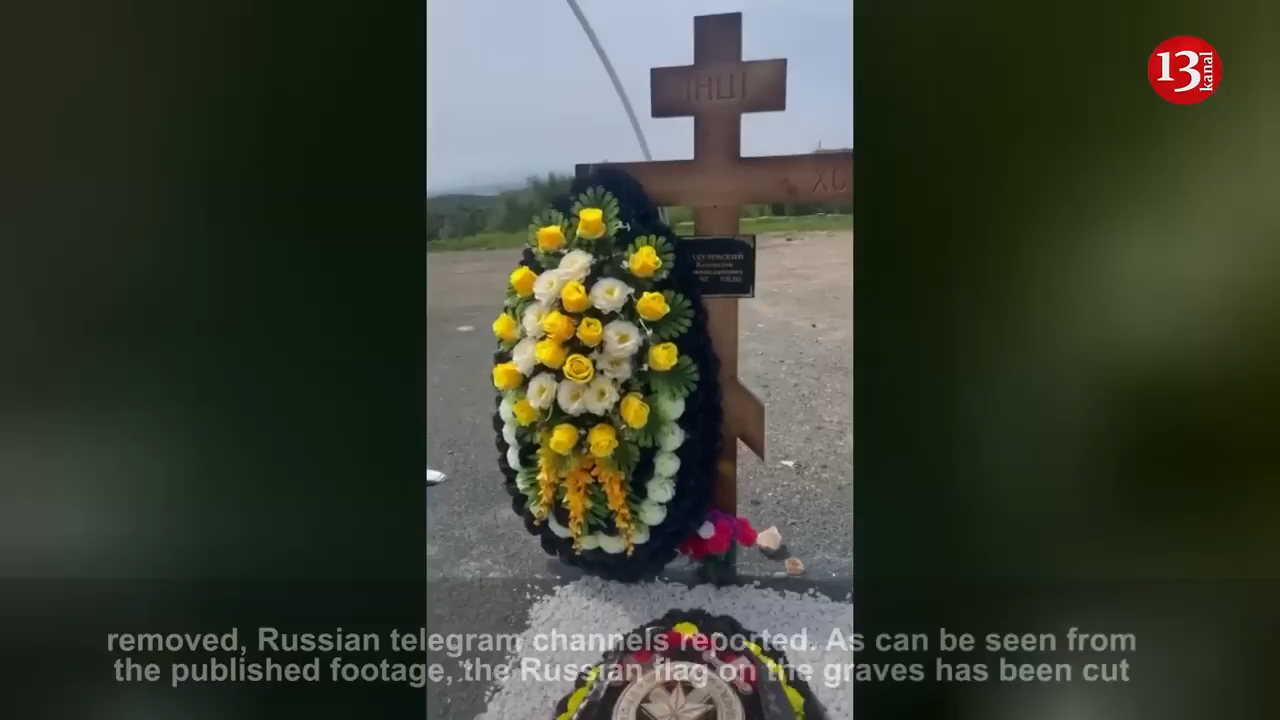 13
kanal
ІНЦІ
ХС
removed, Russian telegram channels reported. As can be seen from
the published footage, the Russian flag on the graves has been cut